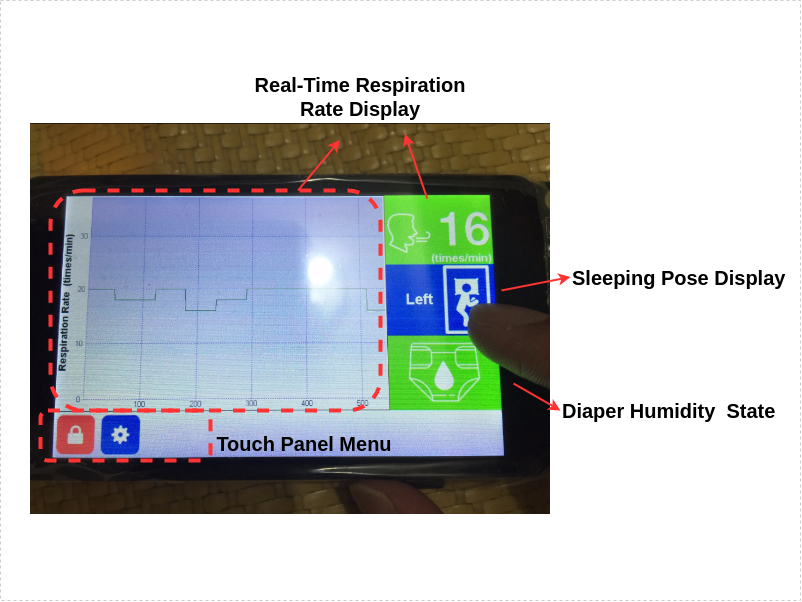 Real-Time Respiration
Rate Display
Respiration Rate (times/min)
30
20
10
0
100
200
300
400
500
16
(times/min)
Left
Sleeping Pose Display
Diaper Humidity State
Touch Panel Menu